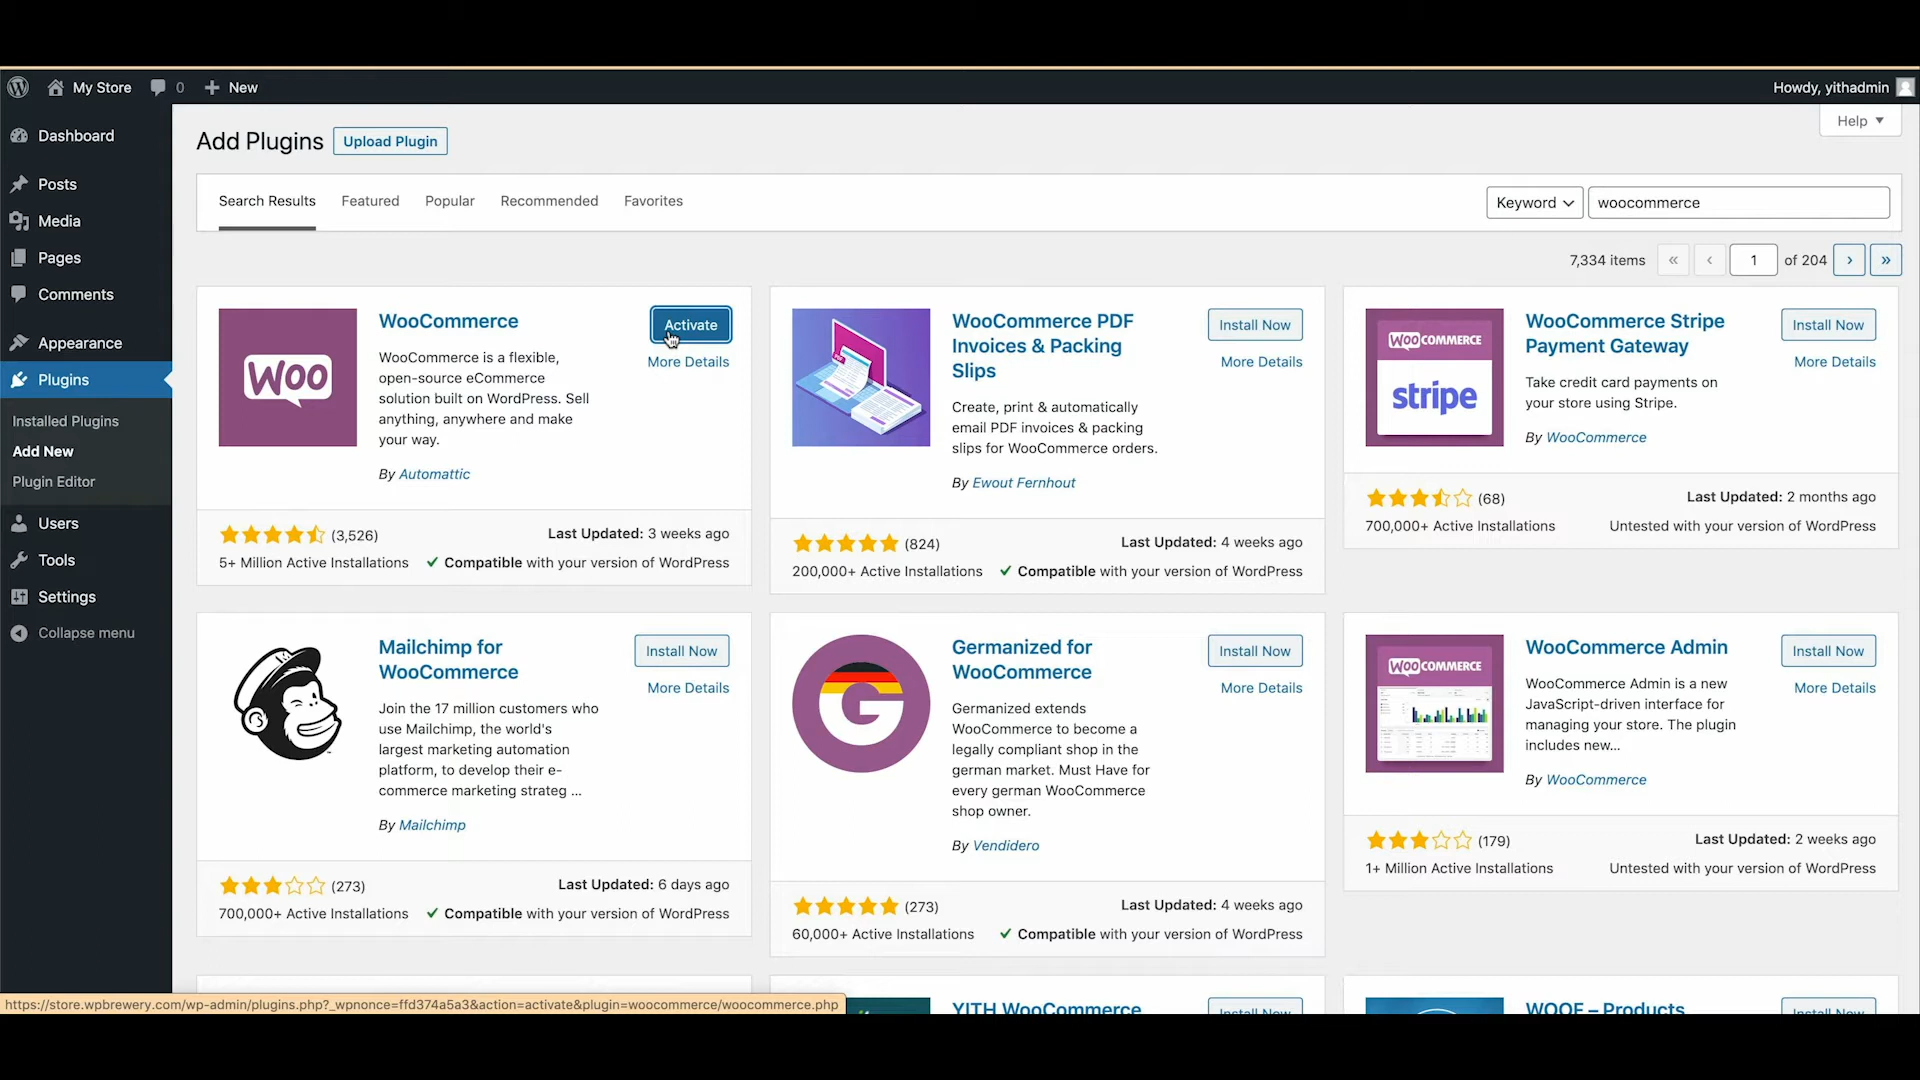 My Store 0 New Howdy, yithadmin
Help
Dashboard
Posts
Media
Pages
Comments
Appearance
Plugins
Installed Plugins
Add New
Plugin Editor
Users
Tools
Settings
Collapse menu
Add Plugins Upload Plugin
Search Results Featured Popular Recommended Favorites Keyword woocommerce
7,334 items « ‹ 1 of 204 › »
WOO
WooCommerce
Activate
More Details
WooCommerce is a flexible,
open-source eCommerce
solution built on WordPress. Sell
anything, anywhere and make
your way.
By Automattic
(3,526) Last Updated: 3 weeks ago
5+ Million Active Installations ✓ Compatible with your version of WordPress
WooCommerce PDF
Invoices & Packing
Slips
Install Now
More Details
Create, print & automatically
email PDF invoices & packing
slips for WooCommerce orders.
By Ewout Fernhout
(824) Last Updated: 4 weeks ago
200,000+ Active Installations ✓ Compatible with your version of WordPress
WOOCOMMERCE
stripe
WooCommerce Stripe
Payment Gateway
Install Now
More Details
Take credit card payments on
your store using Stripe.
By WooCommerce
(68) Last Updated: 2 months ago
700,000+ Active Installations Untested with your version of WordPress
Mailchimp for
WooCommerce
Install Now
More Details
Join the 17 million customers who
use Mailchimp, the world's
largest marketing automation
platform, to develop their e-
commerce marketing strateg ...
By Mailchimp
(273) Last Updated: 6 days ago
700,000+ Active Installations ✓ Compatible with your version of WordPress
G
Germanized for
WooCommerce
Install Now
More Details
Germanized extends
WooCommerce to become a
legally compliant shop in the
german market. Must Have for
every german WooCommerce
shop owner.
By Vendidero
(273) Last Updated: 4 weeks ago
60,000+ Active Installations ✓ Compatible with your version of WordPress
WOOCOMMERCE
WooCommerce Admin
Install Now
More Details
WooCommerce Admin is a new
JavaScript-driven interface for
managing your store. The plugin
includes new...
By WooCommerce
(179) Last Updated: 2 weeks ago
1+ Million Active Installations Untested with your version of WordPress
https://store.wpbrewery.com/wp-admin/plugins.php?_wpnonce=ffd374a5a3&action=activate&plugin=woocommerce/woocommerce.php
YITH WooCommerce Install Now
WOOF – Products Install Now